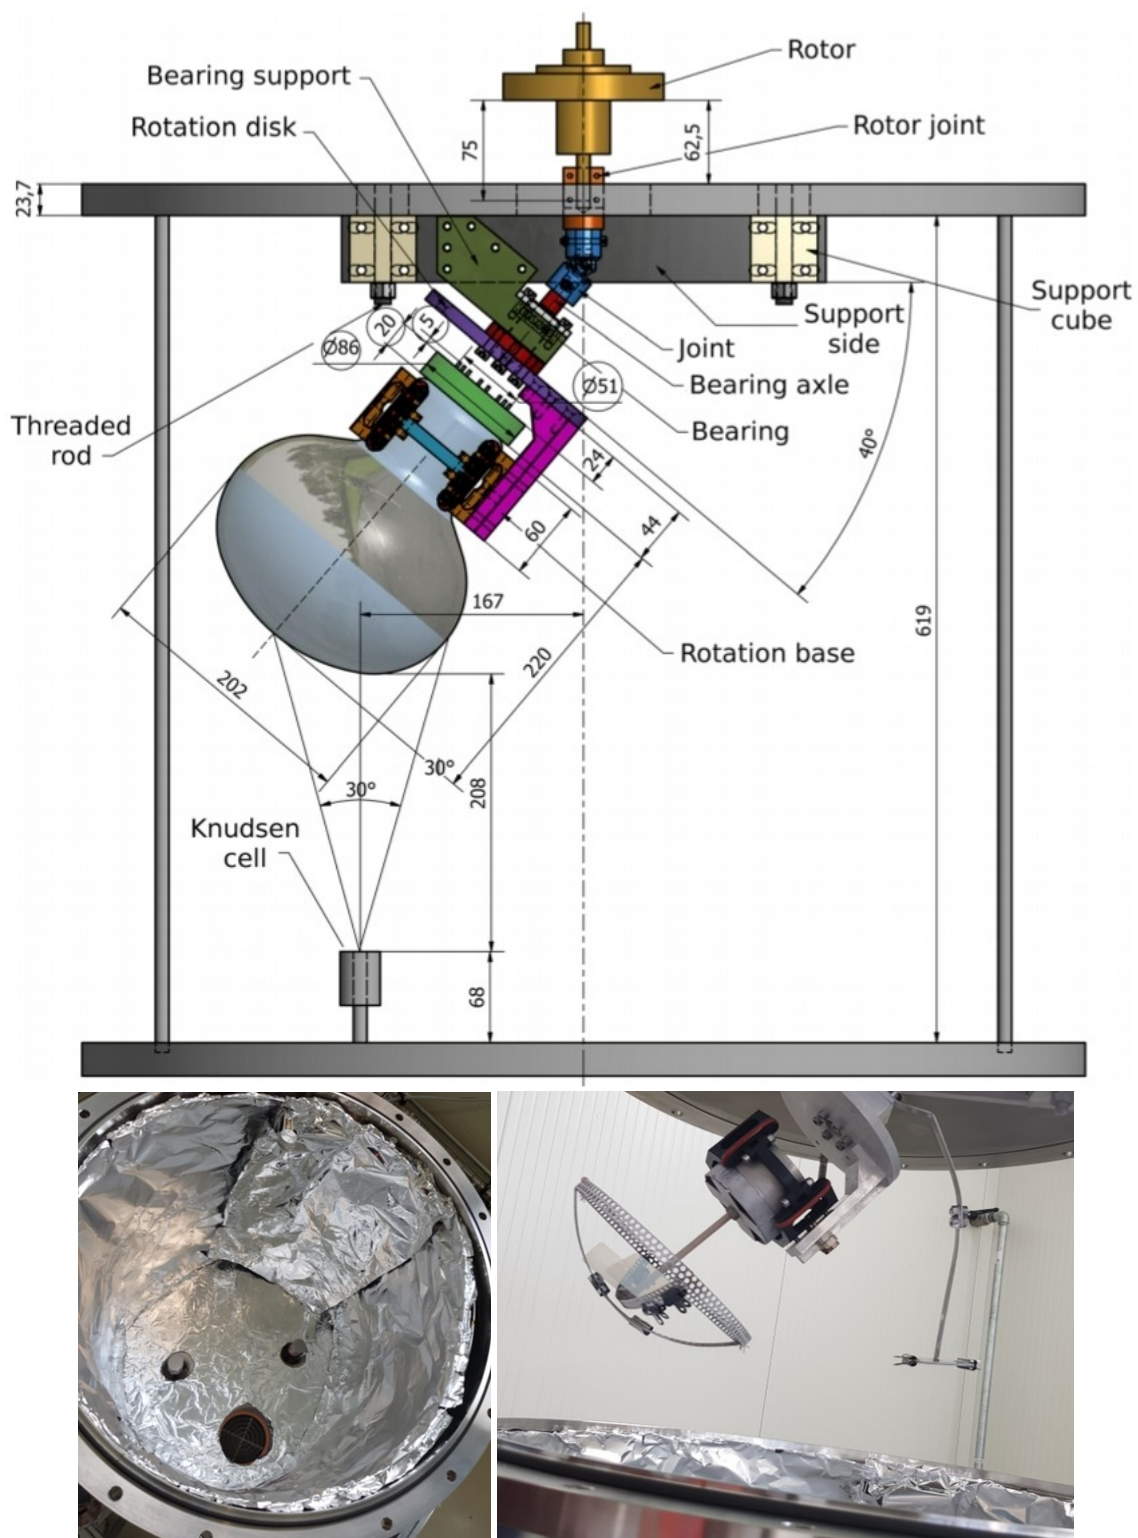 Rotor
Bearing support
Rotation disk
Rotor joint
75
62,5
23,7
Support
cube
Support
side
Joint
20
5
Ø86
Ø51
Bearing axle
Bearing
Threaded
rod
40°
24
44
60
167
619
Rotation base
220
202
30°
30°
208
Knudsen
cell
68